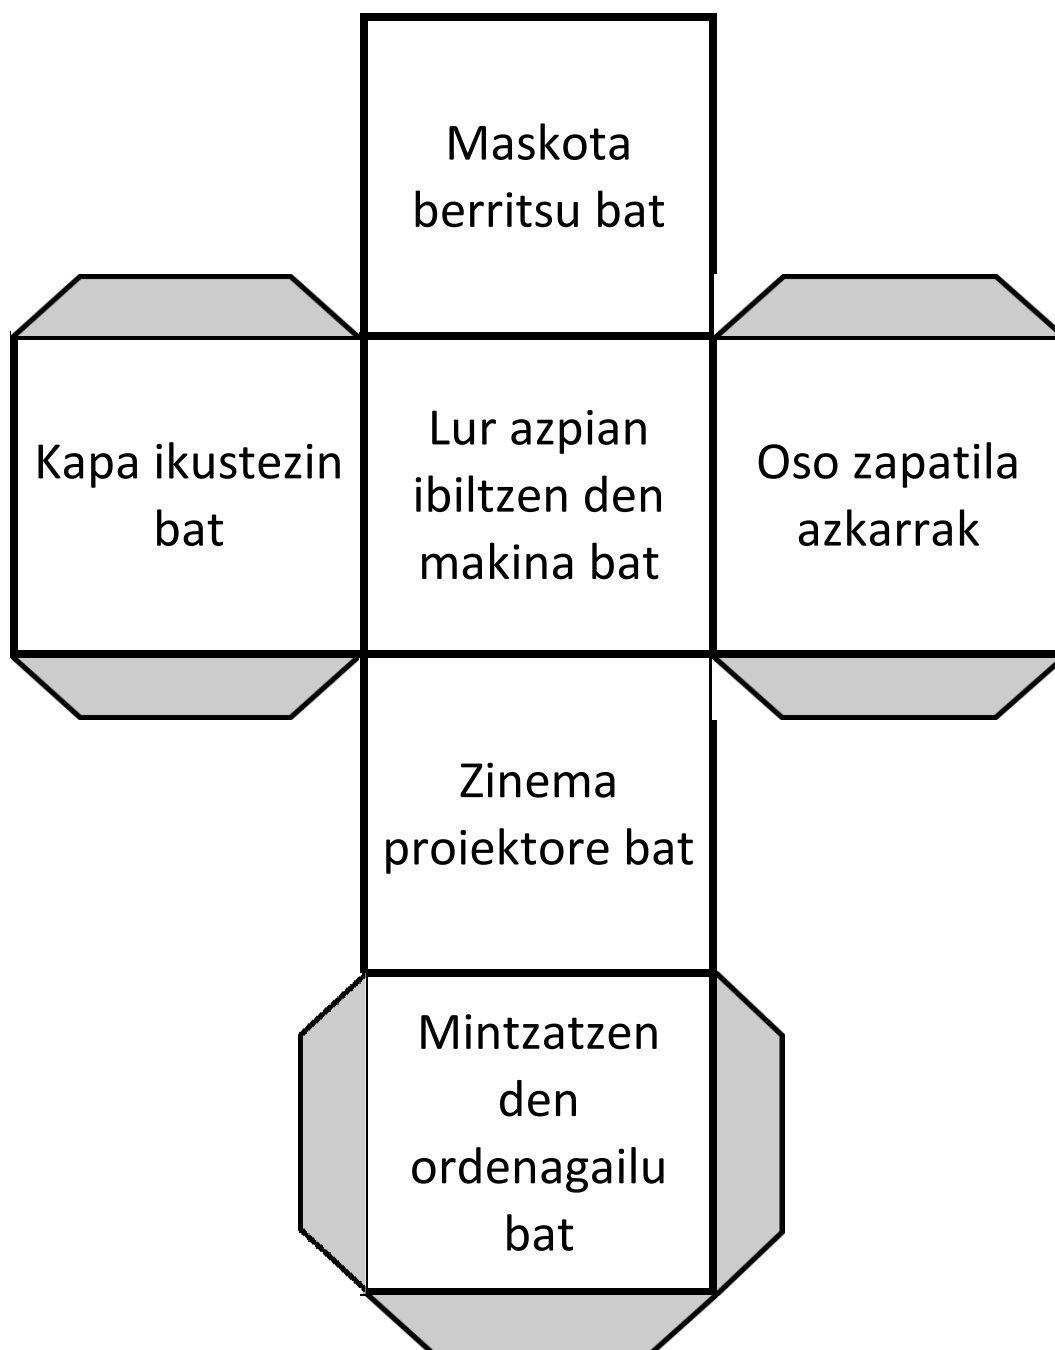 Maskota
berritsu bat
Kapa ikustezin
bat
Lur azpian
ibiltzen den
makina bat
Oso zapatila
azkarrak
Zinema
proiektore bat
Mintzatzen
den
ordenagailu
bat